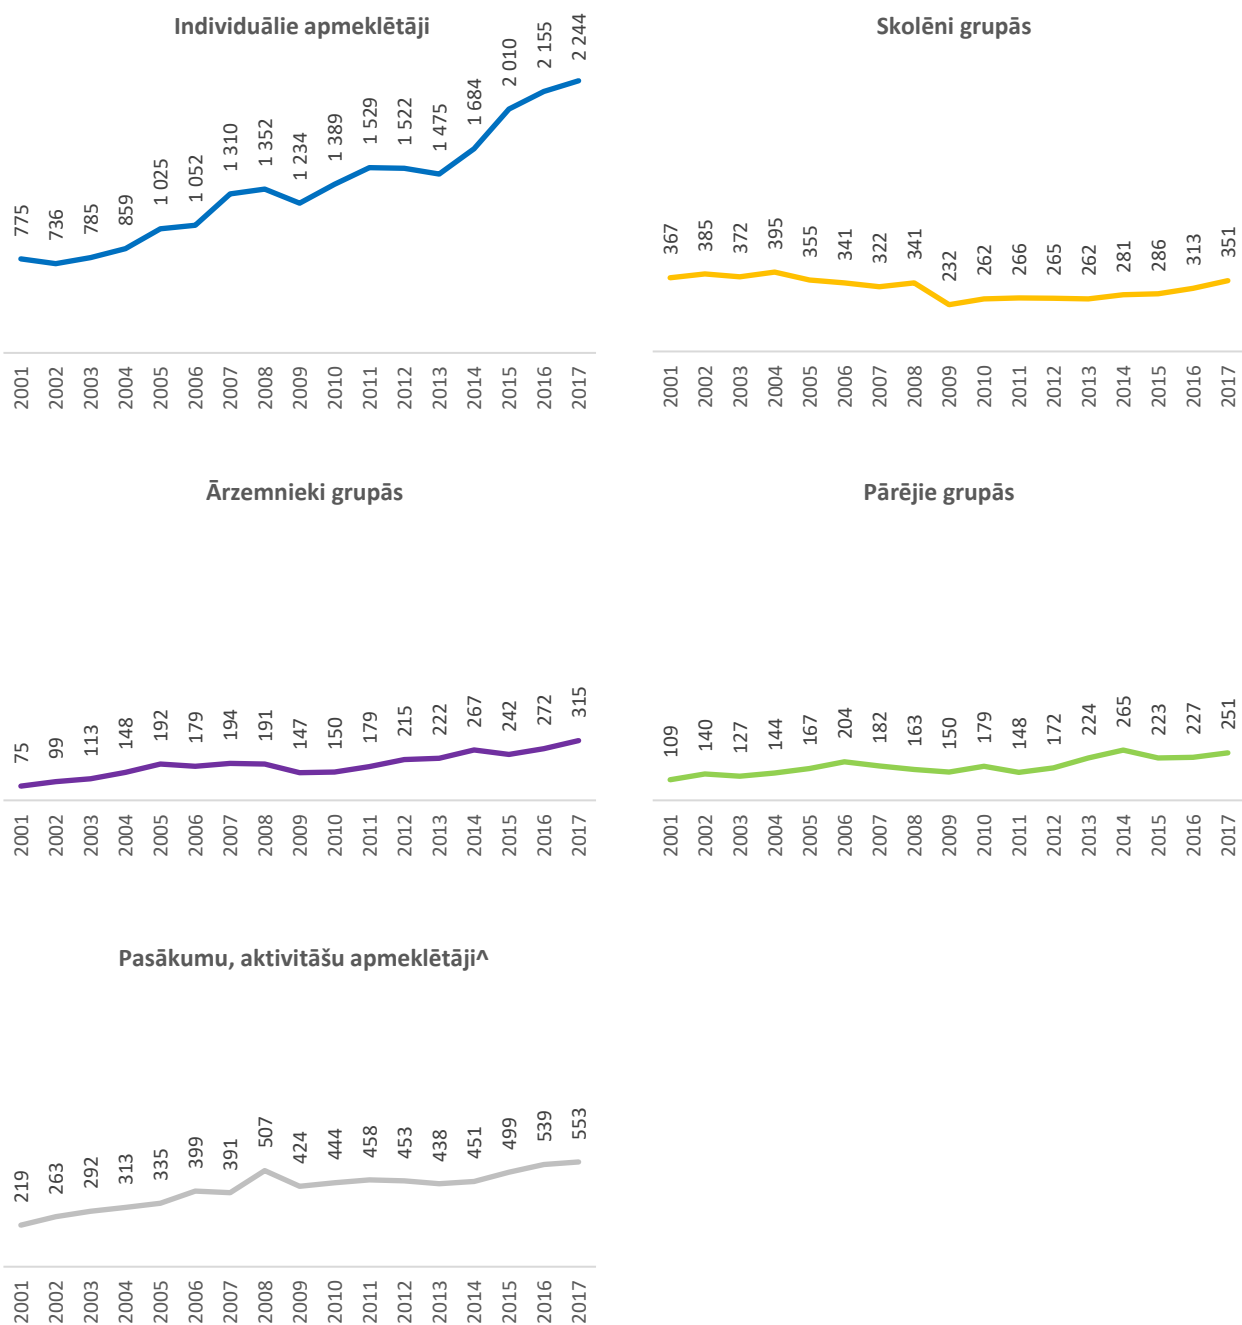 Individuālie apmeklētāji
775 736 785 859 1 025 1 052 1 310 1 352 1 234 1 389 1 529 1 522 1 475 1 684 2 010 2 155 2 244
2001 2002 2003 2004 2005 2006 2007 2008 2009 2010 2011 2012 2013 2014 2015 2016 2017
Skolēni grupās
367 385 372 395 355 341 322 341 232 262 266 265 262 281 286 313 351
2001 2002 2003 2004 2005 2006 2007 2008 2009 2010 2011 2012 2013 2014 2015 2016 2017
Ārzemnieki grupās
75 99 113 148 192 179 194 191 147 150 179 215 222 267 242 272 315
2001 2002 2003 2004 2005 2006 2007 2008 2009 2010 2011 2012 2013 2014 2015 2016 2017
Pārējie grupās
109 140 127 144 167 204 182 163 150 179 148 172 224 265 223 227 251
2001 2002 2003 2004 2005 2006 2007 2008 2009 2010 2011 2012 2013 2014 2015 2016 2017
Pasākumu, aktivitāšu apmeklētāji^
219 263 292 313 335 399 391 507 424 444 458 453 438 451 499 539 553
2001 2002 2003 2004 2005 2006 2007 2008 2009 2010 2011 2012 2013 2014 2015 2016 2017